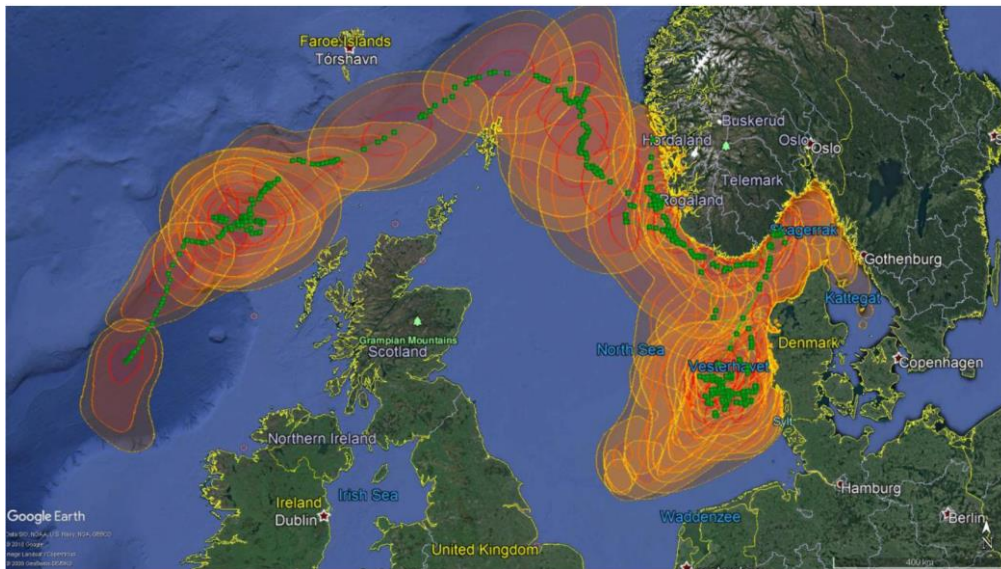 Faroe Islands
Tórshavn
Buskerud
Hordaland
Oslo
Oslo
Telemark
Rogaland
Skagerrak
Gothenburg
Kattegat
Grampian Mountains
Scotland
North Sea
Denmark
Vesterhavet
Copenhagen
Northern Ireland
Sylt
Irish Sea
Ireland
Dublin
Hamburg
Waddenzee
Berlin
United Kingdom
Google Earth
400 km
N